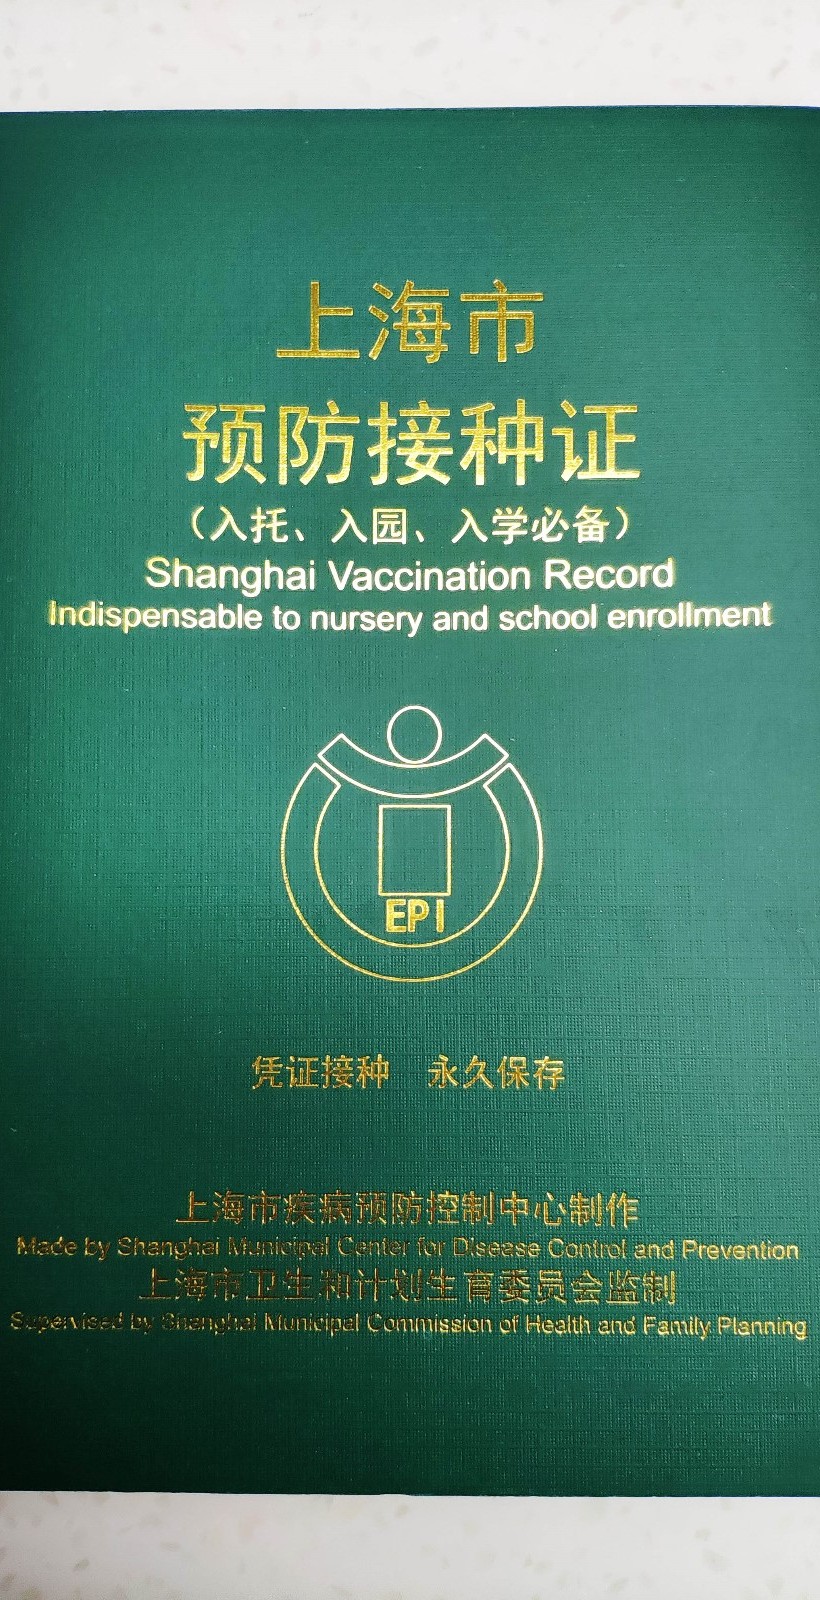 上海市
预防接种证
（入托、入园、入学必备）
Shanghai Vaccination Record
Indispensable to nursery and school enrollment
EPI
凭证接种 永久保存
上海市疾病预防控制中心制作
Made by Shanghai Municipal Center for Disease Control and Prevention
上海市卫生和计划生育委员会监制
Supervised by Shanghai Municipal Commission of Health and Family Planning